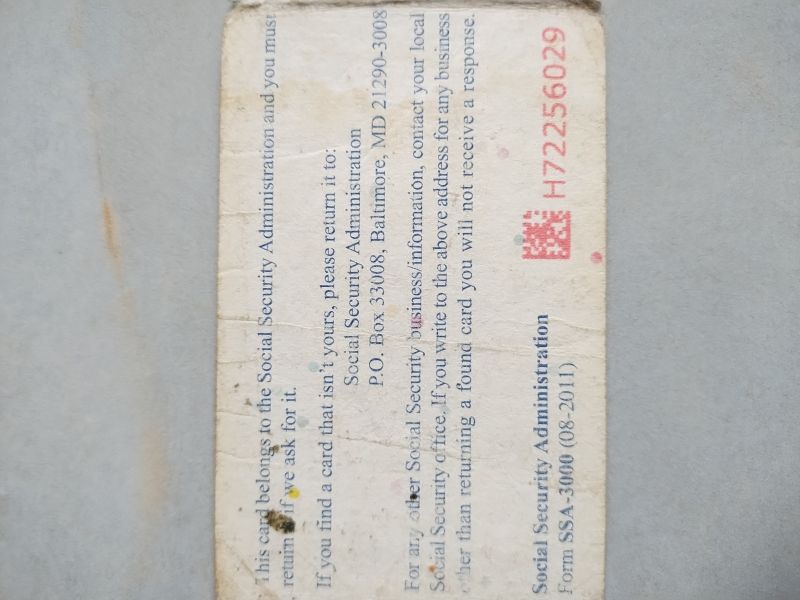 This card belongs to the Social Security Administration and you must
return it if we ask for it.
If you find a card that isn't yours, please return it to:
Social Security Administration
P.O. Box 33008, Baltimore, MD 21290-3008
For any other Social Security business/information, contact your local
Social Security office. If you write to the above address for any business
other than returning a found card you will not receive a response.
Social Security Administration
Form SSA-3000 (08-2011)
H72256029